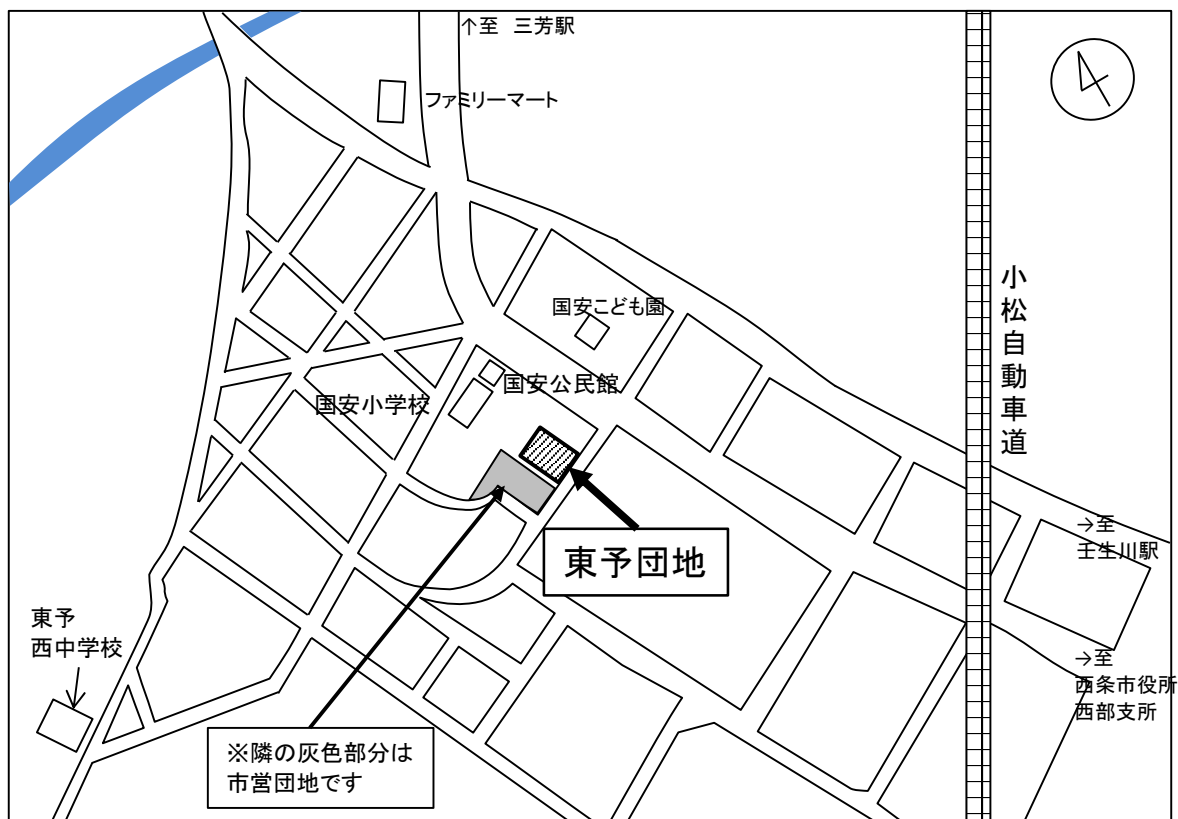 ↑至 三芳駅
ファミリーマート
小松自動車道
国安こども園
国安公民館
国安小学校
東予団地
→至
壬生川駅
東予
西中学校
→至
西条市役所
西部支所
※隣の灰色部分は
市営団地です